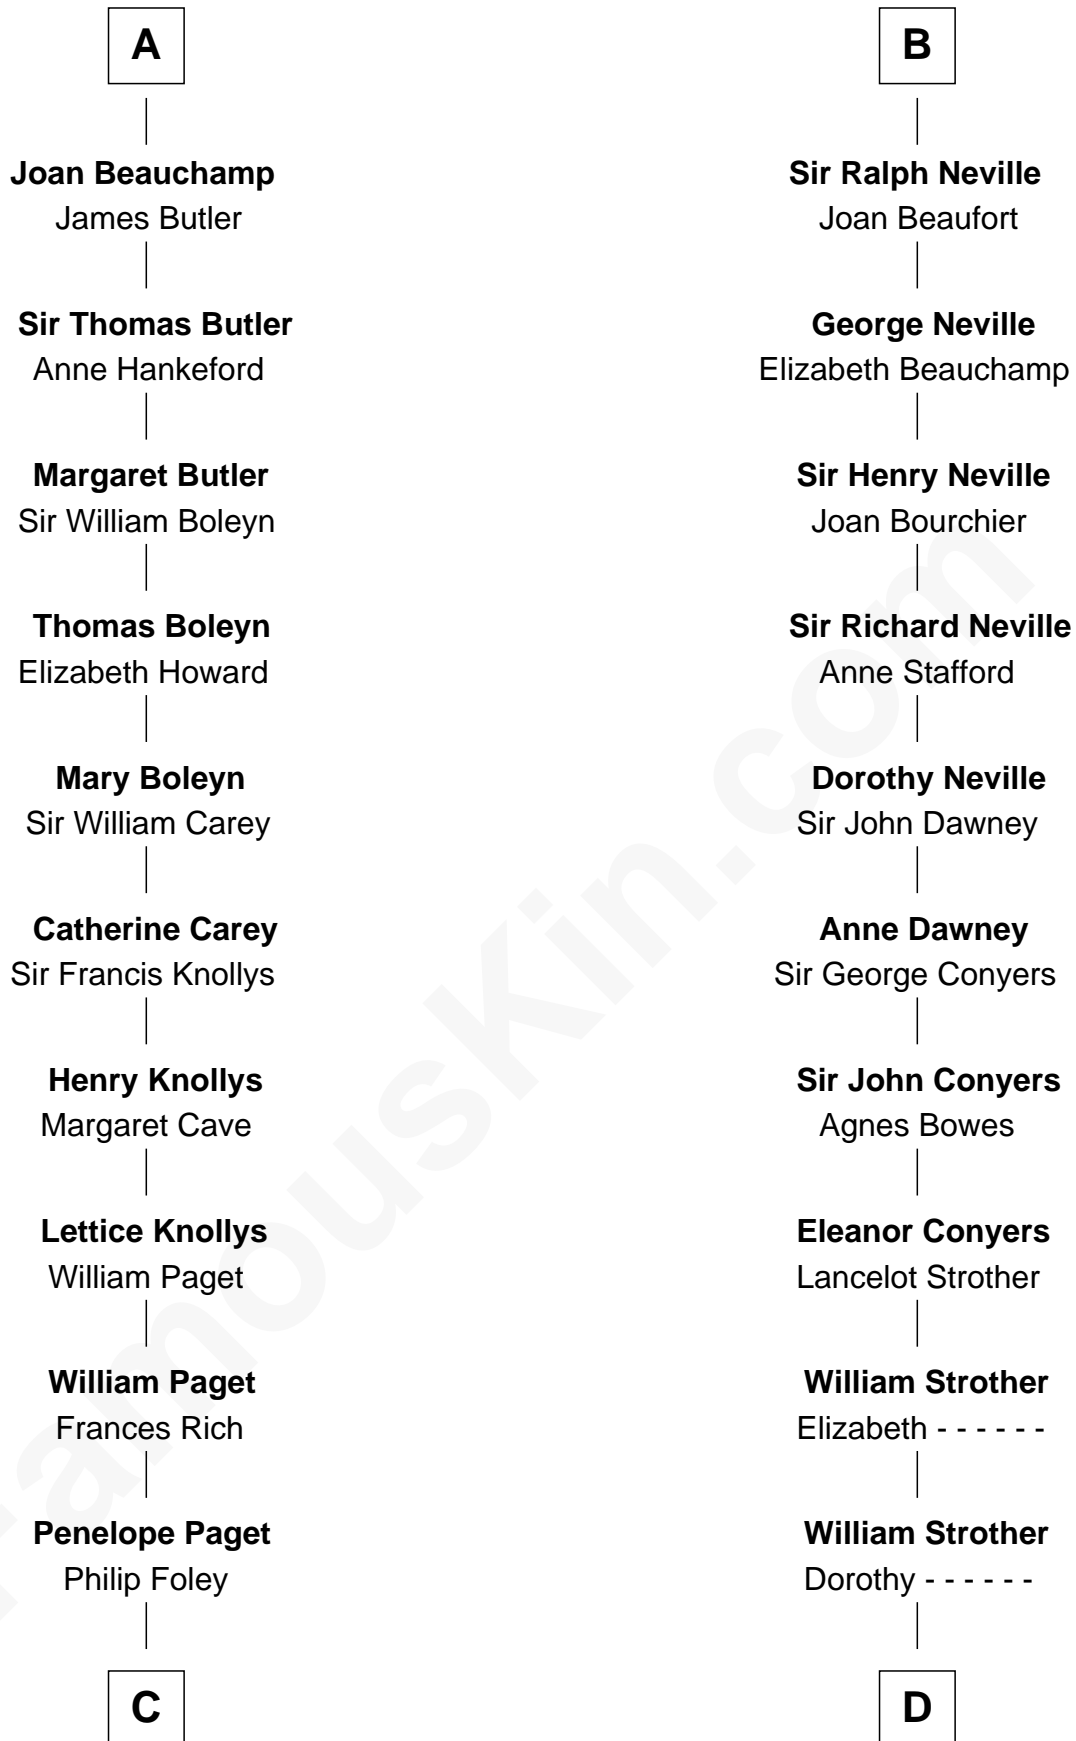 A
Joan Beauchamp
James Butler
Sir Thomas Butler
Anne Hankeford
Margaret Butler
Sir William Boleyn
Thomas Boleyn
Elizabeth Howard
Mary Boleyn
Sir William Carey
Catherine Carey
Sir Francis Knollys
Henry Knollys
Margaret Cave
Lettice Knollys
William Paget
William Paget
Frances Rich
Penelope Paget
Philip Foley
C
B
Sir Ralph Neville
Joan Beaufort
George Neville
Elizabeth Beauchamp
Sir Henry Neville
Joan Bourchier
Sir Richard Neville
Anne Stafford
Dorothy Neville
Sir John Dawney
Anne Dawney
Sir George Conyers
Sir John Conyers
Agnes Bowes
Eleanor Conyers
Lancelot Strother
William Strother
Elizabeth - - - - - -
William Strother
Dorothy - - - - - -
D
FamousKin.com